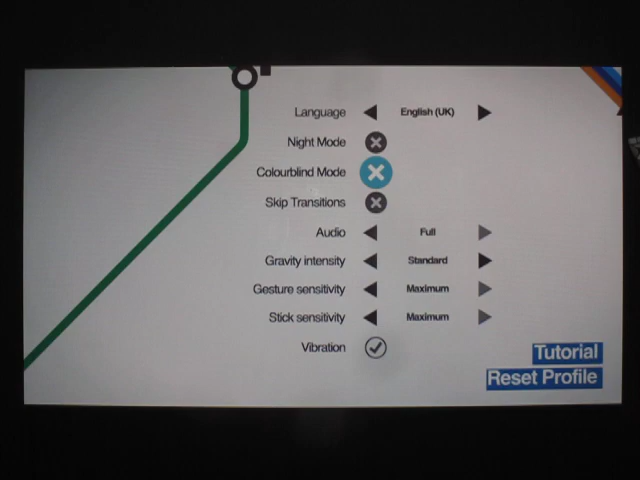 Language English (UK)
Night Mode
Colourblind Mode
Skip Transitions
Audio Full
Gravity intensity Standard
Gesture sensitivity Maximum
Stick sensitivity Maximum
Vibration
Tutorial
Reset Profile